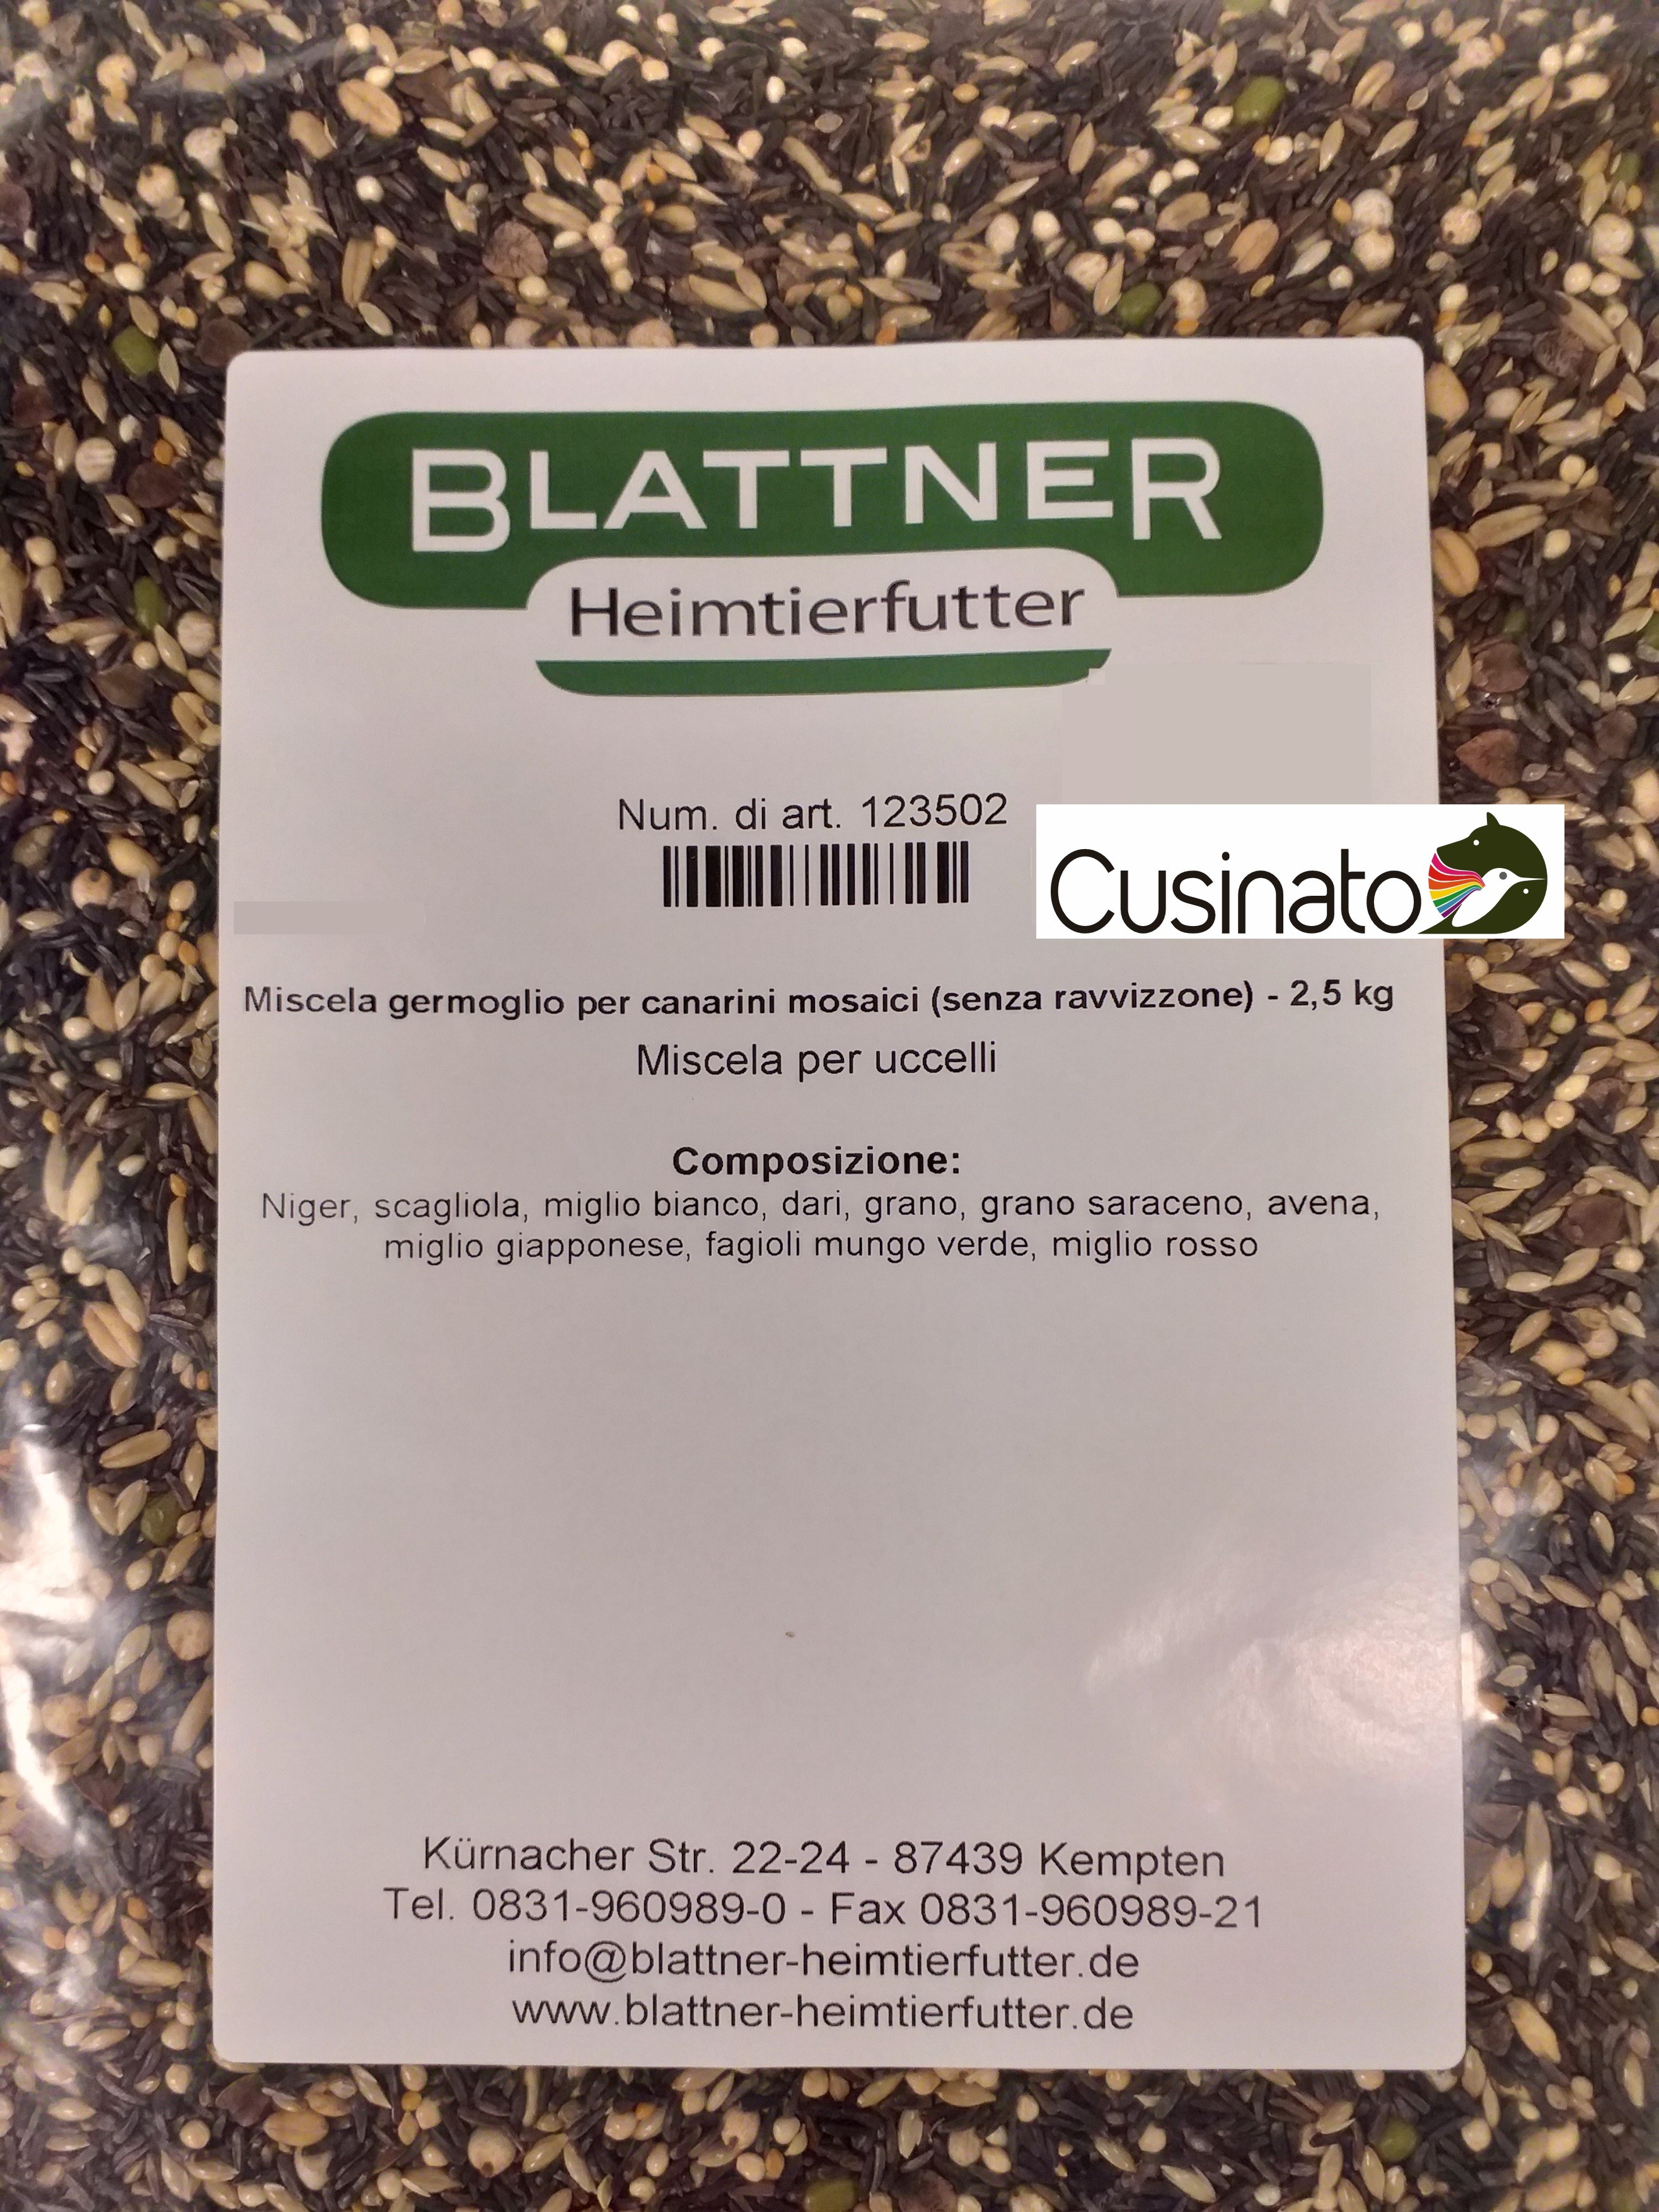 BLATTNER
Heimtierfutter
Num. di art. 123502
Cusinato
Miscela germoglio per canarini mosaici (senza ravvizzone) - 2,5 kg
Miscela per uccelli
Composizione:
Niger, scagliola, miglio bianco, dari, grano, grano saraceno, avena,
miglio giapponese, fagioli mungo verde, miglio rosso
Kürnacher Str. 22-24 - 87439 Kempten
Tel. 0831-960989-0 - Fax 0831-960989-21
info@blattner-heimtierfutter.de
www.blattner-heimtierfutter.de